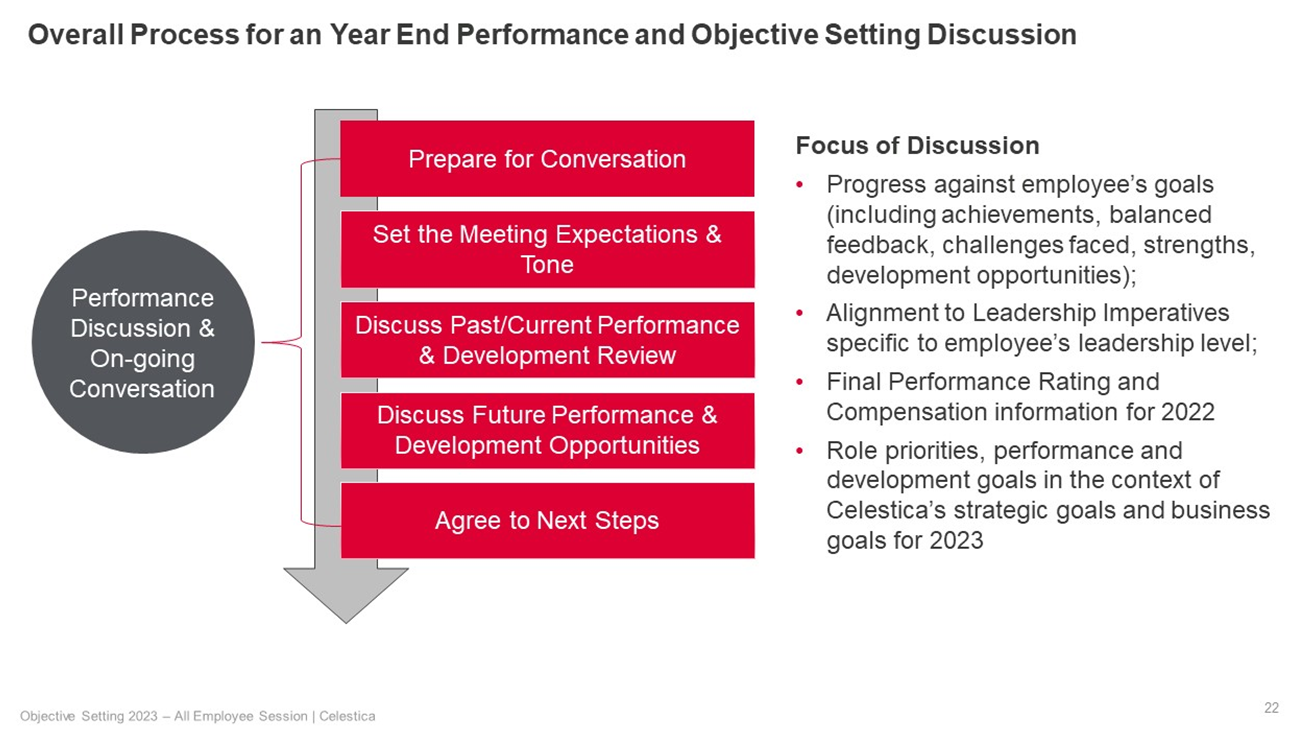 Overall Process for an Year End Performance and Objective Setting Discussion
Performance
Discussion &
On-going
Conversation
Prepare for Conversation
Set the Meeting Expectations &
Tone
Discuss Past/Current Performance
& Development Review
Discuss Future Performance &
Development Opportunities
Agree to Next Steps
Focus of Discussion
• Progress against employee’s goals
(including achievements, balanced
feedback, challenges faced, strengths,
development opportunities);
• Alignment to Leadership Imperatives
specific to employee’s leadership level;
• Final Performance Rating and
Compensation information for 2022
• Role priorities, performance and
development goals in the context of
Celestica’s strategic goals and business
goals for 2023
Objective Setting 2023 – All Employee Session | Celestica
22